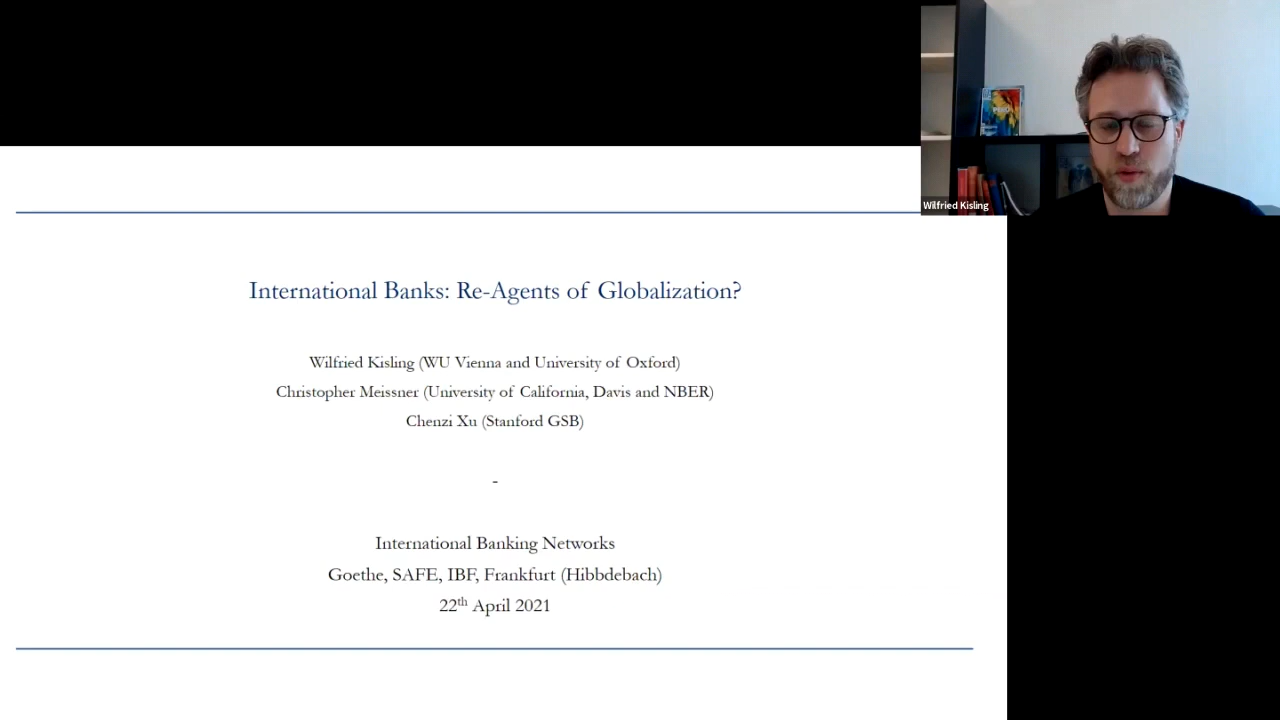 Wilfried Kisling
International Banks: Re-Agents of Globalization?
Wilfried Kisling (WU Vienna and University of Oxford)
Christopher Meissner (University of California, Davis and NBER)
Chenzi Xu (Stanford GSB)
-
International Banking Networks
Goethe, SAFE, IBF, Frankfurt (Hibbdebach)
22th April 2021